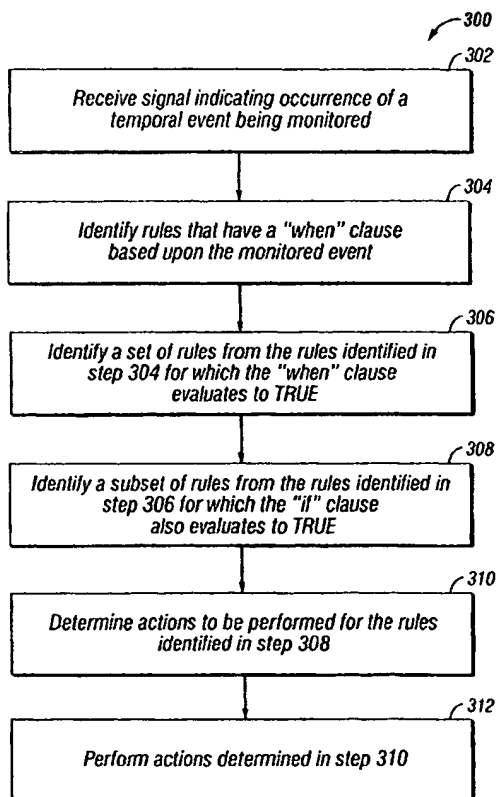 300
302
Receive signal indicating occurrence of a
temporal event being monitored
304
Identify rules that have a "when" clause
based upon the monitored event
306
Identify a set of rules from the rules identified in
step 304 for which the "when" clause
evaluates to TRUE
308
Identify a subset of rules from the rules identified in
step 306 for which the "if" clause
also evaluates to TRUE
310
Determine actions to be performed for the rules
identified in step 308
312
Perform actions determined in step 310